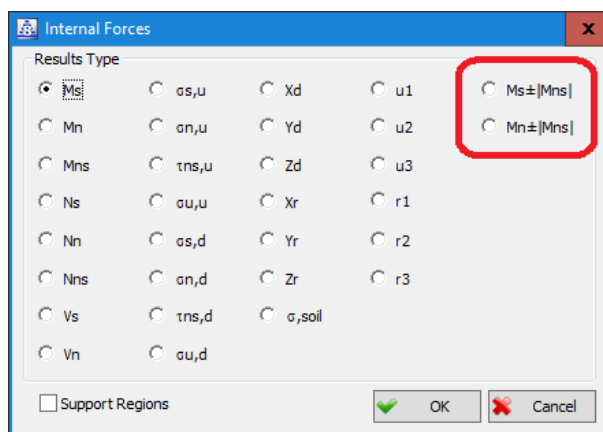 Internal Forces
Results Type
Ms σs,u Xd u1 Ms±|Mns|
Mn σn,u Yd u2 Mn±|Mns|
Mns τns,u Zd u3
Ns σu,u Xr r1
Nn σs,d Yr r2
Nns σn,d Zr r3
Vs τns,d σ,soil
Vn σu,d
Support Regions OK Cancel